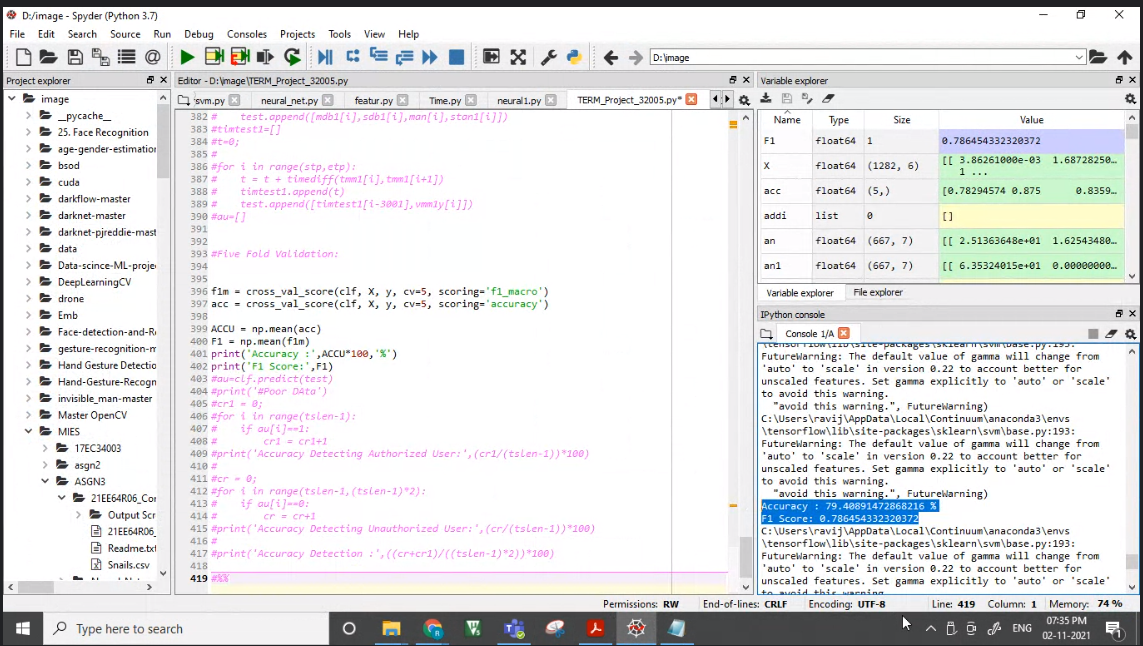 D:/image - Spyder (Python 3.7)
File Edit Search Source Run Debug Consoles Projects Tools View Help
D:\image
Project explorer
image
__pycache__
25. Face Recognition
age-gender-estimatio
bsod
cuda
darkflow-master
darknet-master
darknet-pjreddie-mast
data
Data-scince-ML-proje
DeepLearningCV
drone
Emb
Face-detection-and-R
gesture-recognition-m
Hand Gesture Detecti
Hand-Gesture-Recogn
invisible_man-master
Master OpenCV
MIES
17EC34003
asgn2
ASGN3
21EE64R06_Cor
Output Scr
21EE64R06_
Readme.txt
Snails.csv
Editor - D:\image\TERM_Project_32005.py
svm.py neural_net.py featur.py Time.py neural1.py TERM_Project_32005.py*
382 # test.append([mdb1[i],sdb1[i],man[i],stan1[i]])
383 #timtest1=[]
384 #t=0;
385 #
386 #for i in range(stp,etp):
387 # t = t + timediff(tmm1[i],tmm1[i+1])
388 # timtest1.append(t)
389 # test.append([timtest1[i-3001],vmm1y[i]])
390 #au=[]
391
392
393 #Five Fold Validation:
394
395
396 f1m = cross_val_score(clf, X, y, cv=5, scoring='f1_macro')
397 acc = cross_val_score(clf, X, y, cv=5, scoring='accuracy')
398
399 ACCU = np.mean(acc)
400 F1 = np.mean(f1m)
401 print('Accuracy :',ACCU*100,'%')
402 print('F1 Score:',F1)
403 #au=clf.predict(test)
404 #print('#Poor DAta')
405 #cr1 = 0;
406 #for i in range(tslen-1):
407 # if au[i]==1:
408 # cr1 = cr1+1
409 #print('Accuracy Detecting Authorized User:',(cr1/(tslen-1))*100)
410 #
411 #cr = 0;
412 #for i in range(tslen-1,(tslen-1)*2):
413 # if au[i]==0:
414 # cr = cr+1
415 #print('Accuracy Detecting Unauthorized User:',(cr/(tslen-1))*100)
416 #
417 #print('Accuracy Detection :',((cr+cr1)/((tslen-1)*2))*100)
418
419 #%%
Variable explorer
Name Type Size Value
F1 float64 1 0.786454332320372
X float64 (1282, 6) [[ 3.86261000e-03 1.68728250...
1 ...
acc float64 (5,) [0.78294574 0.875 0.8359...
addi list 0 []
an float64 (667, 7) [[ 2.51363648e+01 1.62543480...
an1 float64 (667, 7) [[ 6.35324015e+01 0.00000000...
Variable explorer File explorer
IPython console
Console 1/A
\tensorflow\lib\site-packages\sklearn\svm\base.py:193:
FutureWarning: The default value of gamma will change from
'auto' to 'scale' in version 0.22 to account better for
unscaled features. Set gamma explicitly to 'auto' or 'scale'
to avoid this warning.
"avoid this warning.", FutureWarning)
C:\Users\ravij\AppData\Local\Continuum\anaconda3\envs
\tensorflow\lib\site-packages\sklearn\svm\base.py:193:
FutureWarning: The default value of gamma will change from
'auto' to 'scale' in version 0.22 to account better for
unscaled features. Set gamma explicitly to 'auto' or 'scale'
to avoid this warning.
"avoid this warning.", FutureWarning)
Accuracy : 79.40891472868216 %
F1 Score: 0.786454332320372
C:\Users\ravij\AppData\Local\Continuum\anaconda3\envs
\tensorflow\lib\site-packages\sklearn\svm\base.py:193:
FutureWarning: The default value of gamma will change from
'auto' to 'scale' in version 0.22 to account better for
unscaled features. Set gamma explicitly to 'auto' or 'scale'
to avoid this warning.
Permissions: RW End-of-lines: CRLF Encoding: UTF-8 Line: 419 Column: 1 Memory: 74 %
Type here to search
ENG
07:35 PM
02-11-2021
1